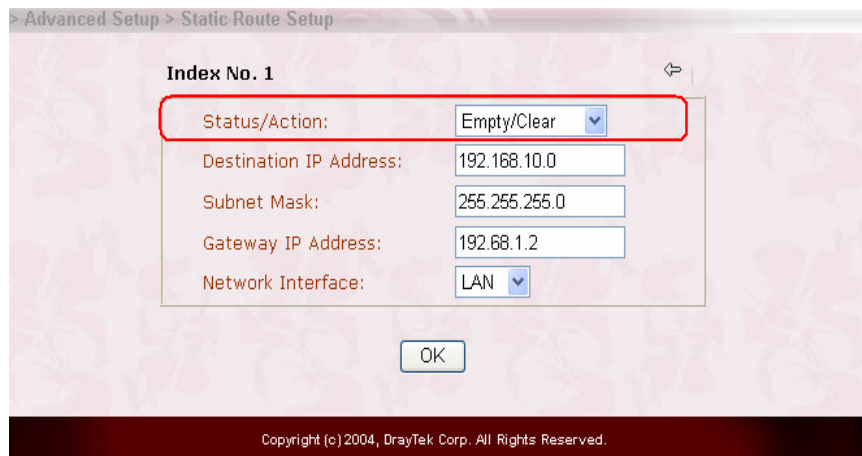 > Advanced Setup > Static Route Setup
Index No. 1
Status/Action: Empty/Clear
Destination IP Address: 192.168.10.0
Subnet Mask: 255.255.255.0
Gateway IP Address: 192.68.1.2
Network Interface: LAN
OK
Copyright (c) 2004, DrayTek Corp. All Rights Reserved.